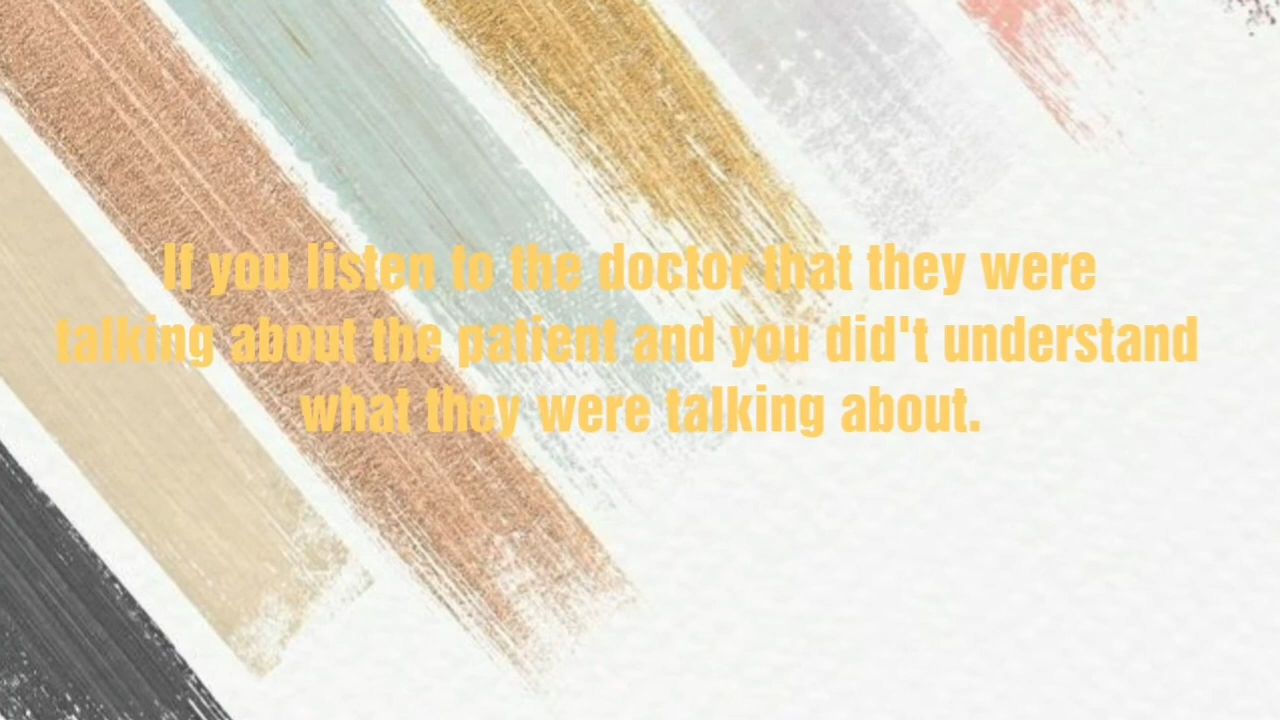 If you listen to the doctor that they were
talking about the patient and you did't understand
what they were talking about.